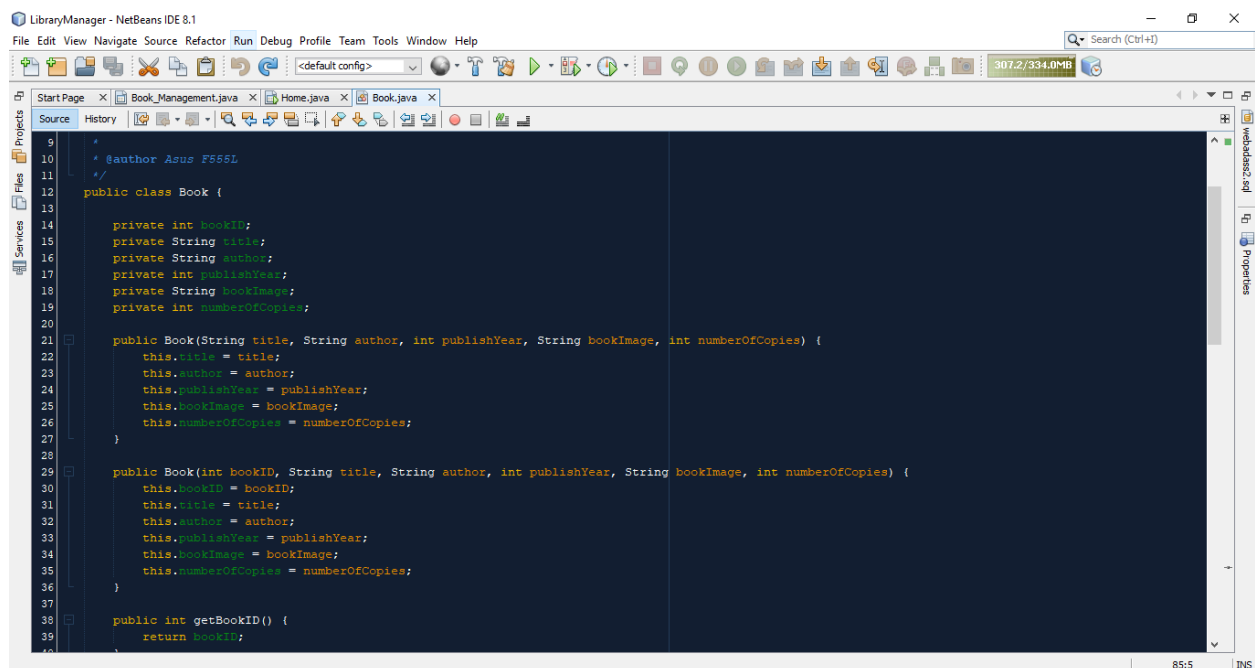 LibraryManager - NetBeans IDE 8.1
File Edit View Navigate Source Refactor Run Debug Profile Team Tools Window Help
Search (Ctrl+I)
<default config>
307.2/334.0MB
Start Page Book_Management.java Home.java Book.java
Source History
Projects
Files
Services
webadass2.sql
Properties
9 *
10 * @author Asus F555L
11 */
12 public class Book {
13
14 private int bookID;
15 private String title;
16 private String author;
17 private int publishYear;
18 private String bookImage;
19 private int numberOfCopies;
20
21 public Book(String title, String author, int publishYear, String bookImage, int numberOfCopies) {
22 this.title = title;
23 this.author = author;
24 this.publishYear = publishYear;
25 this.bookImage = bookImage;
26 this.numberOfCopies = numberOfCopies;
27 }
28
29 public Book(int bookID, String title, String author, int publishYear, String bookImage, int numberOfCopies) {
30 this.bookID = bookID;
31 this.title = title;
32 this.author = author;
33 this.publishYear = publishYear;
34 this.bookImage = bookImage;
35 this.numberOfCopies = numberOfCopies;
36 }
37
38 public int getBookID() {
39 return bookID;
85:5 INS